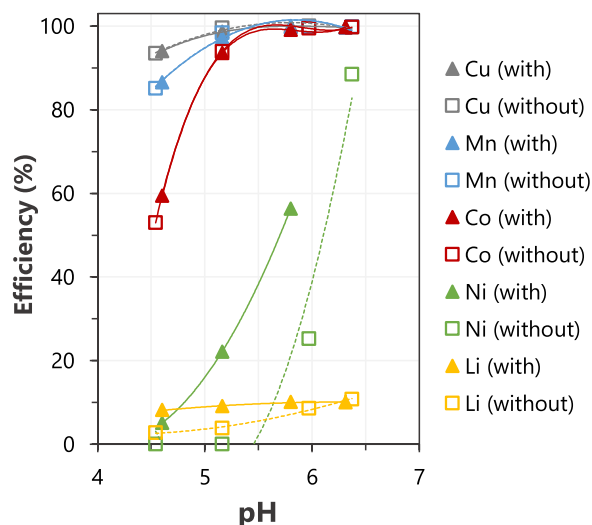 Efficiency (%)
100
80
60
40
20
0
4
5
6
7
pH
Cu (with)
Cu (without)
Mn (with)
Mn (without)
Co (with)
Co (without)
Ni (with)
Ni (without)
Li (with)
Li (without)